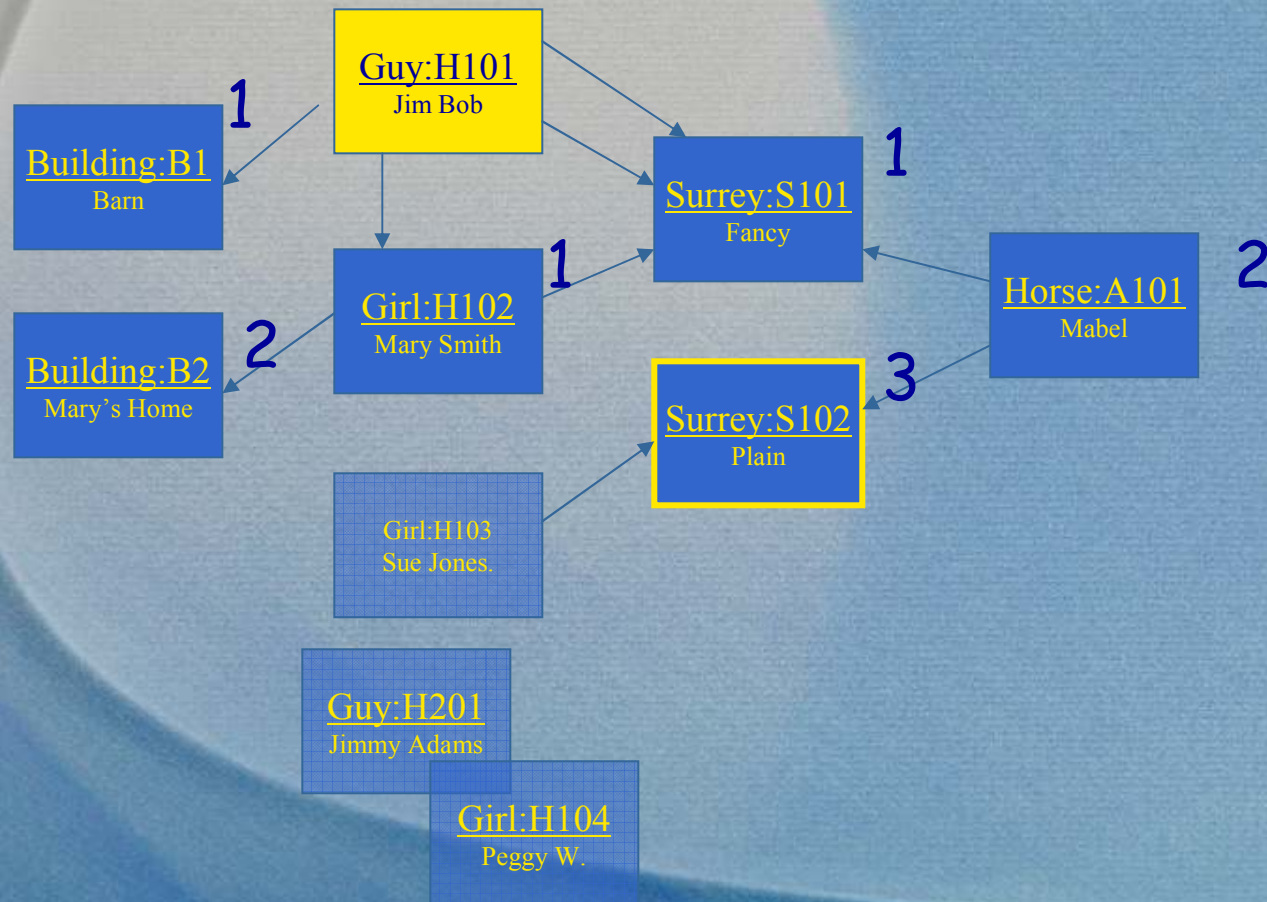 Guy:H101
Jim Bob
1
Building:B1
Barn
1
Surrey:S101
Fancy
1
Girl:H102
Mary Smith
2
Horse:A101
Mabel
2
Building:B2
Mary’s Home
3
Surrey:S102
Plain
Girl:H103
Sue Jones.
Guy:H201
Jimmy Adams
Girl:H104
Peggy W.